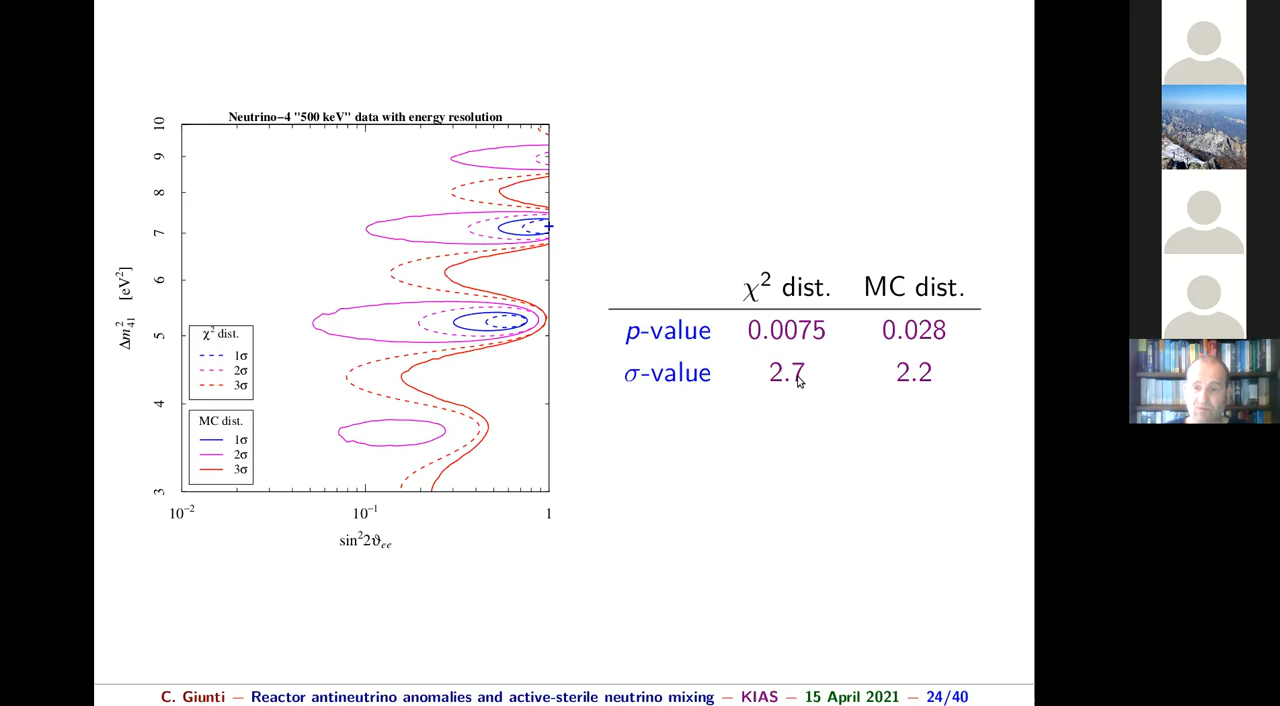 Neutrino−4 "500 keV" data with energy resolution
10
9
8
7
6
5
4
3
Δm²₄₁ [eV²]
χ² dist.
1σ
2σ
3σ
MC dist.
1σ
2σ
3σ
10⁻² 10⁻¹ 1
sin²2ϑₑₑ
χ² dist. MC dist.
p-value 0.0075 0.028
σ-value 2.7 2.2
C. Giunti − Reactor antineutrino anomalies and active-sterile neutrino mixing − KIAS − 15 April 2021 − 24/40